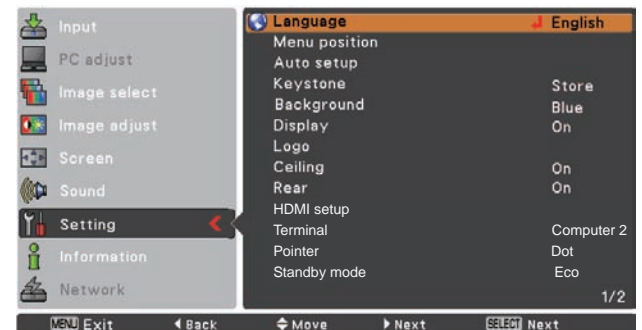 Input
PC adjust
Image select
Image adjust
Screen
Sound
Setting
Information
Network
Language English
Menu position
Auto setup
Keystone Store
Background Blue
Display On
Logo
Ceiling On
Rear On
HDMI setup
Terminal Computer 2
Pointer Dot
Standby mode Eco
1/2
MENU Exit Back Move Next SELECT Next